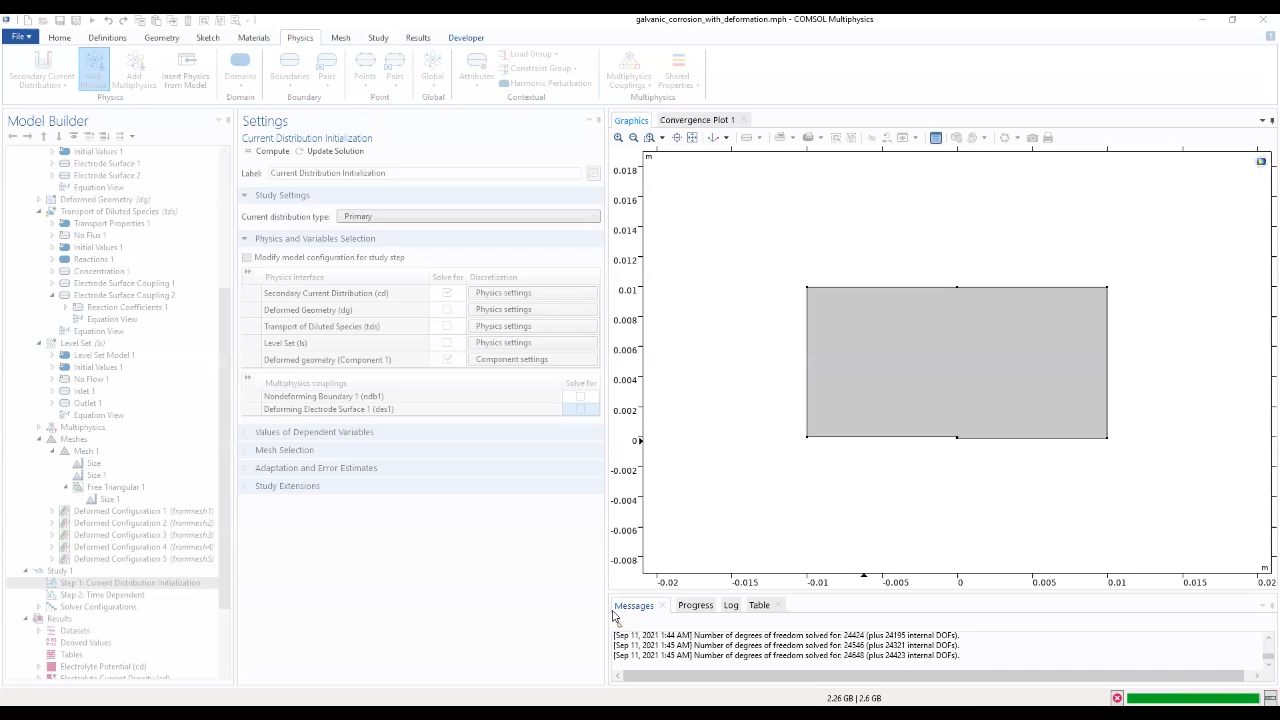 galvanic_corrosion_with_deformation.mph - COMSOL Multiphysics
File Home Definitions Geometry Sketch Materials Physics Mesh Study Results Developer
Secondary Current Distribution
Add Physics
Add Multiphysics
Insert Physics from Model
Domains
Boundaries
Pairs
Points
Pairs
Global
Attributes
Load Group
Constraint Group
Harmonic Perturbation
Multiphysics Couplings
Shared Properties
Physics Domain Boundary Point Global Contextual Multiphysics
Model Builder
Initial Values 1
Electrode Surface 1
Electrode Surface 2
Equation View
Deformed Geometry (dg)
Transport of Diluted Species (tds)
Transport Properties 1
No Flux 1
Initial Values 1
Reactions 1
Concentration 1
Electrode Surface Coupling 1
Electrode Surface Coupling 2
Reaction Coefficients 1
Equation View
Equation View
Level Set (ls)
Level Set Model 1
Initial Values 1
No Flow 1
Inlet 1
Outlet 1
Equation View
Multiphysics
Meshes
Mesh 1
Size
Size 1
Free Triangular 1
Size 1
Deformed Configuration 1 (frommesh1)
Deformed Configuration 2 (frommesh2)
Deformed Configuration 3 (frommesh3)
Deformed Configuration 4 (frommesh4)
Deformed Configuration 5 (frommesh5)
Study 1
Step 1: Current Distribution Initialization
Step 2: Time Dependent
Solver Configurations
Results
Datasets
Derived Values
Tables
Electrolyte Potential (cd)
Electrolyte Current Density (cd)
Settings
Current Distribution Initialization
Compute Update Solution
Label: Current Distribution Initialization
Study Settings
Current distribution type: Primary
Physics and Variables Selection
Modify model configuration for study step
Physics interface Solve for Discretization
Secondary Current Distribution (cd) Physics settings
Deformed Geometry (dg) Physics settings
Transport of Diluted Species (tds) Physics settings
Level Set (ls) Physics settings
Deformed geometry (Component 1) Component settings
Multiphysics couplings Solve for
Nondeforming Boundary 1 (ndb1)
Deforming Electrode Surface 1 (des1)
Values of Dependent Variables
Mesh Selection
Adaptation and Error Estimates
Study Extensions
Graphics Convergence Plot 1
m
0.018
0.016
0.014
0.012
0.01
0.008
0.006
0.004
0.002
0
-0.002
-0.004
-0.006
-0.008
m
-0.02 -0.015 -0.01 -0.005 0 0.005 0.01 0.015 0.02
Messages Progress Log Table
[Sep 11, 2021 1:44 AM] Number of degrees of freedom solved for: 24424 (plus 24195 internal DOFs).
[Sep 11, 2021 1:45 AM] Number of degrees of freedom solved for: 24546 (plus 24321 internal DOFs).
[Sep 11, 2021 1:45 AM] Number of degrees of freedom solved for: 24648 (plus 24423 internal DOFs).
2.26 GB | 2.6 GB